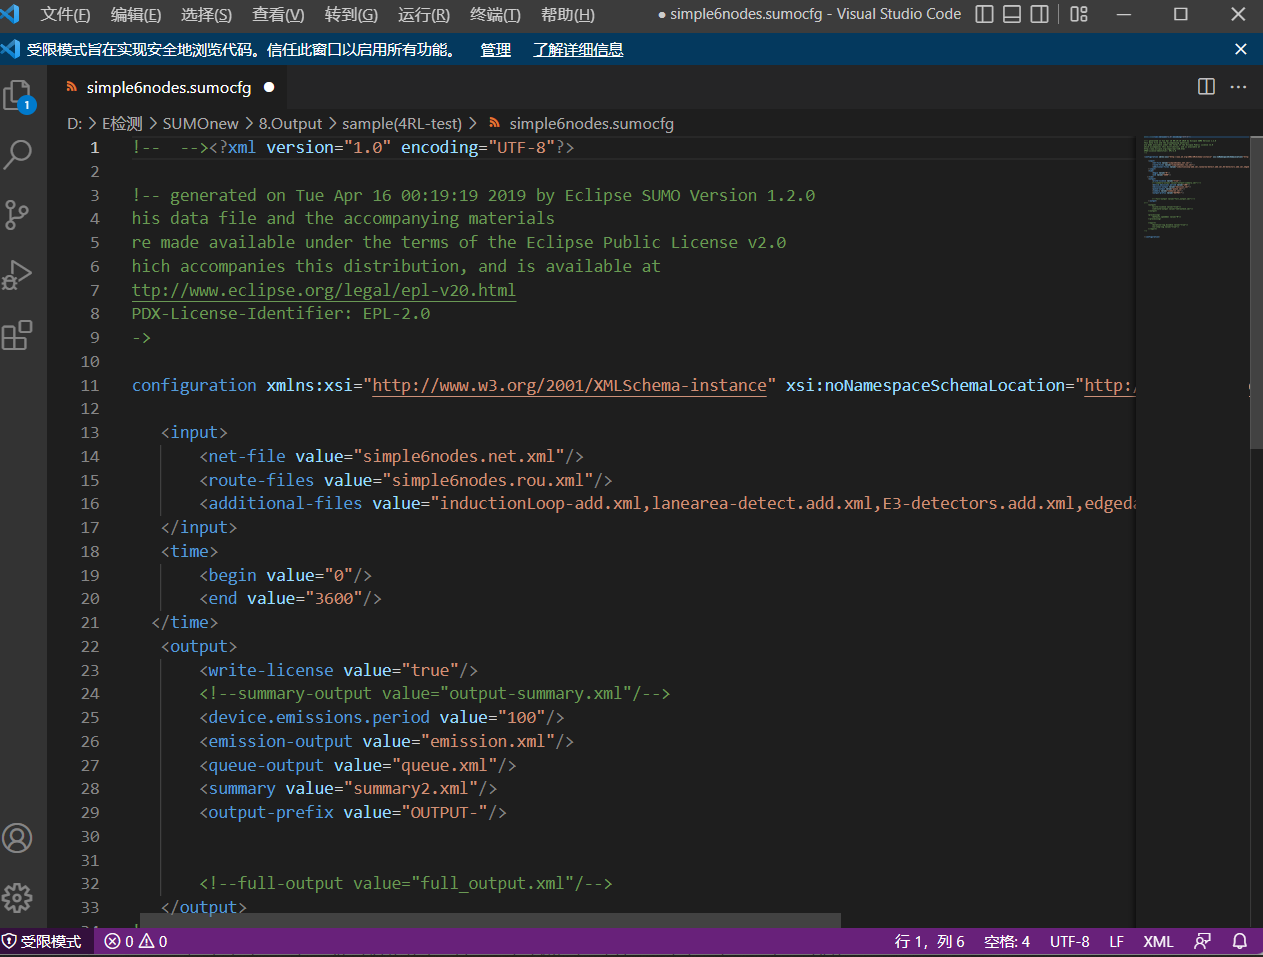 文件(F) 编辑(E) 选择(S) 查看(V) 转到(G) 运行(R) 终端(T) 帮助(H) ● simple6nodes.sumocfg - Visual Studio Code
受限模式旨在实现安全地浏览代码。信任此窗口以启用所有功能。 管理 了解详细信息
1
simple6nodes.sumocfg
D: > E检测 > SUMOnew > 8.Output > sample(4RL-test) > simple6nodes.sumocfg
1 !--  --><?xml version="1.0" encoding="UTF-8"?>
2
3 !-- generated on Tue Apr 16 00:19:19 2019 by Eclipse SUMO Version 1.2.0
4 his data file and the accompanying materials
5 re made available under the terms of the Eclipse Public License v2.0
6 hich accompanies this distribution, and is available at
7 ttp://www.eclipse.org/legal/epl-v20.html
8 PDX-License-Identifier: EPL-2.0
9 ->
10
11 configuration xmlns:xsi="http://www.w3.org/2001/XMLSchema-instance" xsi:noNamespaceSchemaLocation="http:/
12
13 <input>
14 <net-file value="simple6nodes.net.xml"/>
15 <route-files value="simple6nodes.rou.xml"/>
16 <additional-files value="inductionLoop-add.xml,lanearea-detect.add.xml,E3-detectors.add.xml,edgeda
17 </input>
18 <time>
19 <begin value="0"/>
20 <end value="3600"/>
21 </time>
22 <output>
23 <write-license value="true"/>
24 <!--summary-output value="output-summary.xml"/-->
25 <device.emissions.period value="100"/>
26 <emission-output value="emission.xml"/>
27 <queue-output value="queue.xml"/>
28 <summary value="summary2.xml"/>
29 <output-prefix value="OUTPUT-"/>
30
31
32 <!--full-output value="full_output.xml"/-->
33 </output>
受限模式 0 0 行 1，列 6 空格: 4 UTF-8 LF XML